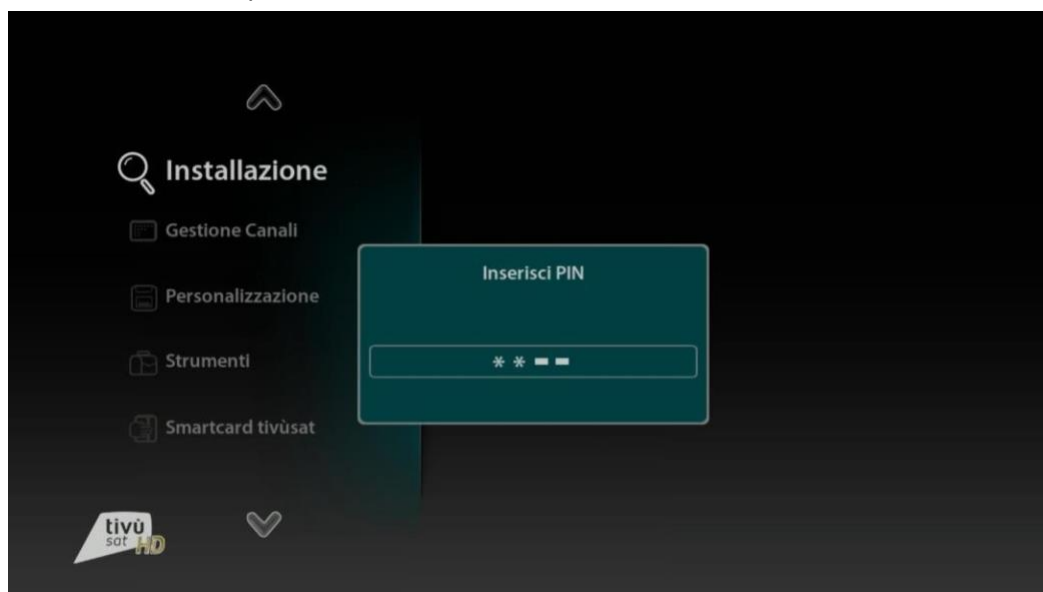 Installazione
Gestione Canali
Inserisci PIN
Personalizzazione
* * – –
Strumenti
Smartcard tivùsat
tivù
sat HD